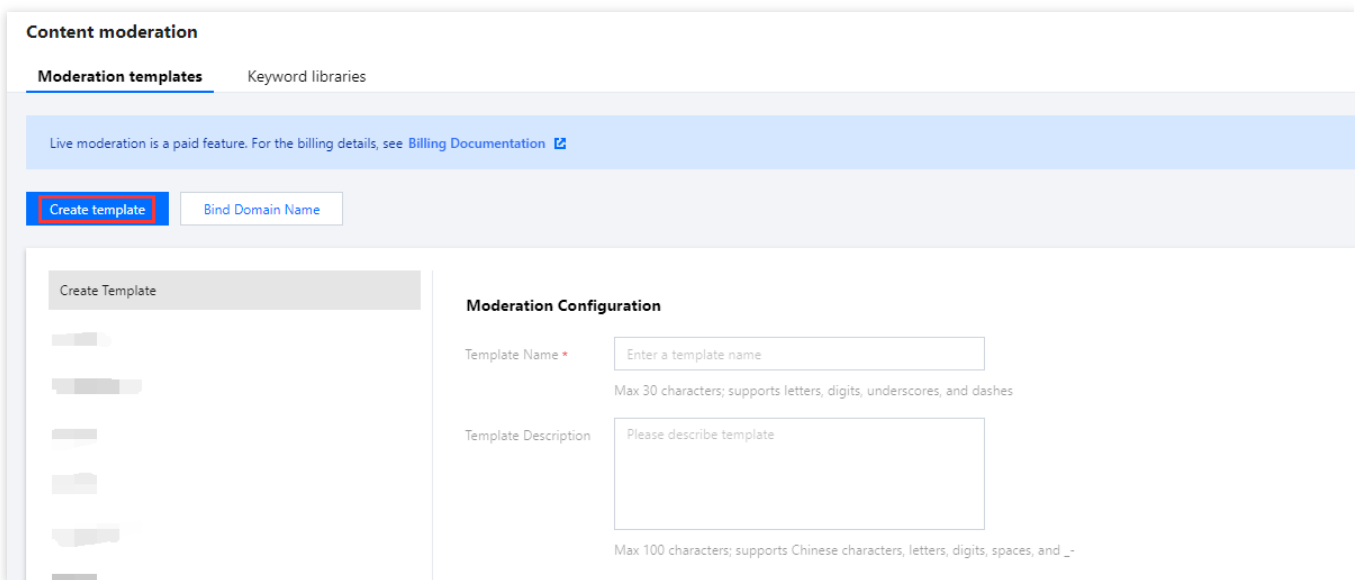 Content moderation
Moderation templates Keyword libraries
Live moderation is a paid feature. For the billing details, see Billing Documentation
Create template Bind Domain Name
Create Template
Moderation Configuration
Template Name * Enter a template name
Max 30 characters; supports letters, digits, underscores, and dashes
Template Description Please describe template
Max 100 characters; supports Chinese characters, letters, digits, spaces, and _-